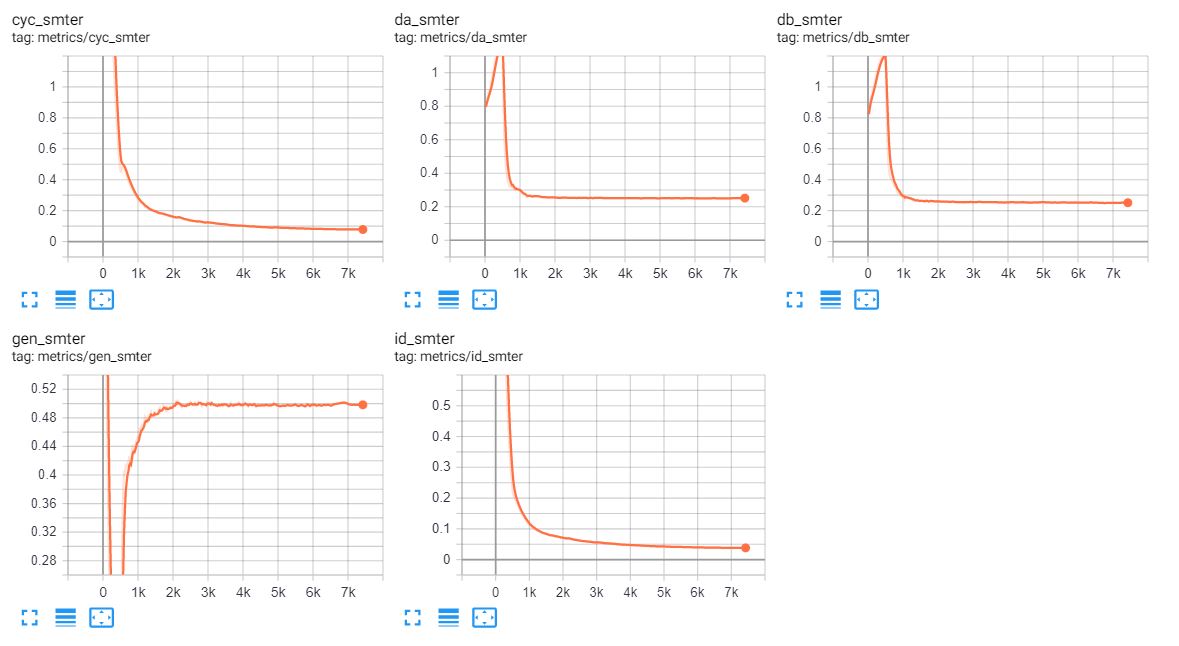 cyc_smter
tag: metrics/cyc_smter
1
0.8
0.6
0.4
0.2
0
0 1k 2k 3k 4k 5k 6k 7k
da_smter
tag: metrics/da_smter
1
0.8
0.6
0.4
0.2
0
0 1k 2k 3k 4k 5k 6k 7k
db_smter
tag: metrics/db_smter
1
0.8
0.6
0.4
0.2
0
0 1k 2k 3k 4k 5k 6k 7k
gen_smter
tag: metrics/gen_smter
0.52
0.48
0.44
0.4
0.36
0.32
0.28
0 1k 2k 3k 4k 5k 6k 7k
id_smter
tag: metrics/id_smter
0.5
0.4
0.3
0.2
0.1
0
0 1k 2k 3k 4k 5k 6k 7k